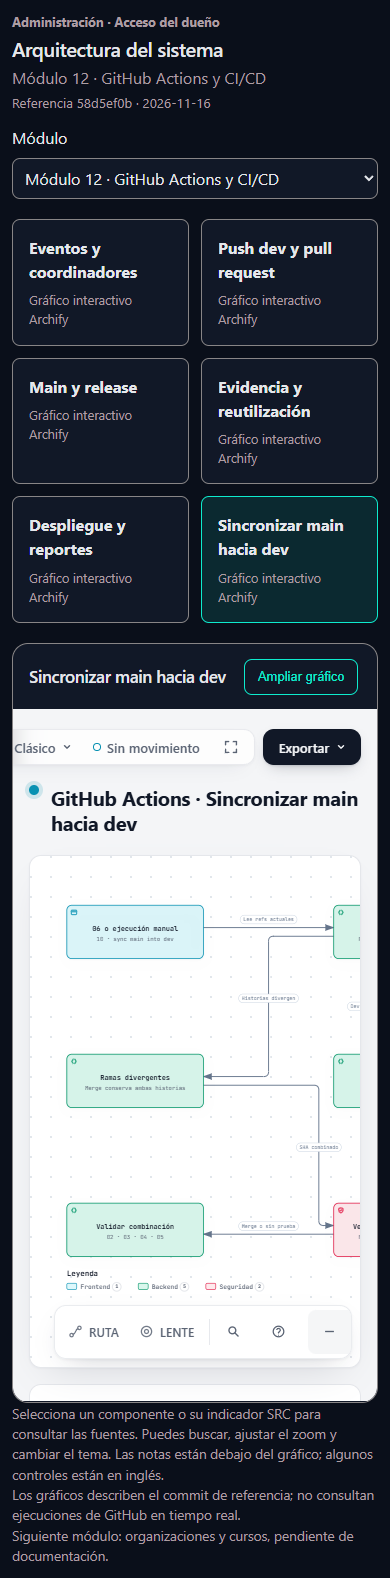 Administración · Acceso del dueño
Arquitectura del sistema
Módulo 12 · GitHub Actions y CI/CD
Referencia 58d5ef0b · 2026-11-16
Módulo
Módulo 12 · GitHub Actions y CI/CD
Eventos y
coordinadores
Gráfico interactivo
Archify
Push dev y pull
request
Gráfico interactivo
Archify
Main y release
Gráfico interactivo
Archify
Evidencia y
reutilización
Gráfico interactivo
Archify
Despliegue y
reportes
Gráfico interactivo
Archify
Sincronizar main
hacia dev
Gráfico interactivo
Archify
Sincronizar main hacia dev
Ampliar gráfico
Clásico
Sin movimiento
Exportar
GitHub Actions · Sincronizar main
hacia dev
06 o ejecución manual
10 · sync main into dev
Lee refs actuales
Historias divergen
Ramas divergentes
Merge conserva ambas historias
SHA combinado
Validar combinación
02 · 03 · 04 · 05
Merge o sin prueba
Leyenda
Frontend 1
Backend 5
Seguridad 2
RUTA
LENTE
Selecciona un componente o su indicador SRC para
consultar las fuentes. Puedes buscar, ajustar el zoom y
cambiar el tema. Las notas están debajo del gráfico; algunos
controles están en inglés.
Los gráficos describen el commit de referencia; no consultan
ejecuciones de GitHub en tiempo real.
Siguiente módulo: organizaciones y cursos, pendiente de
documentación.